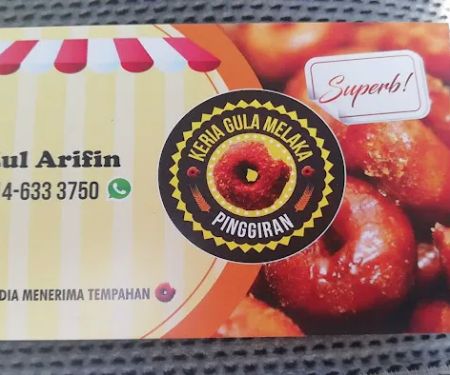 Superb!
KERIA GULA MELAKA
PINGGIRAN
ul Arifin
4-633 3750
DIA MENERIMA TEMPAHAN